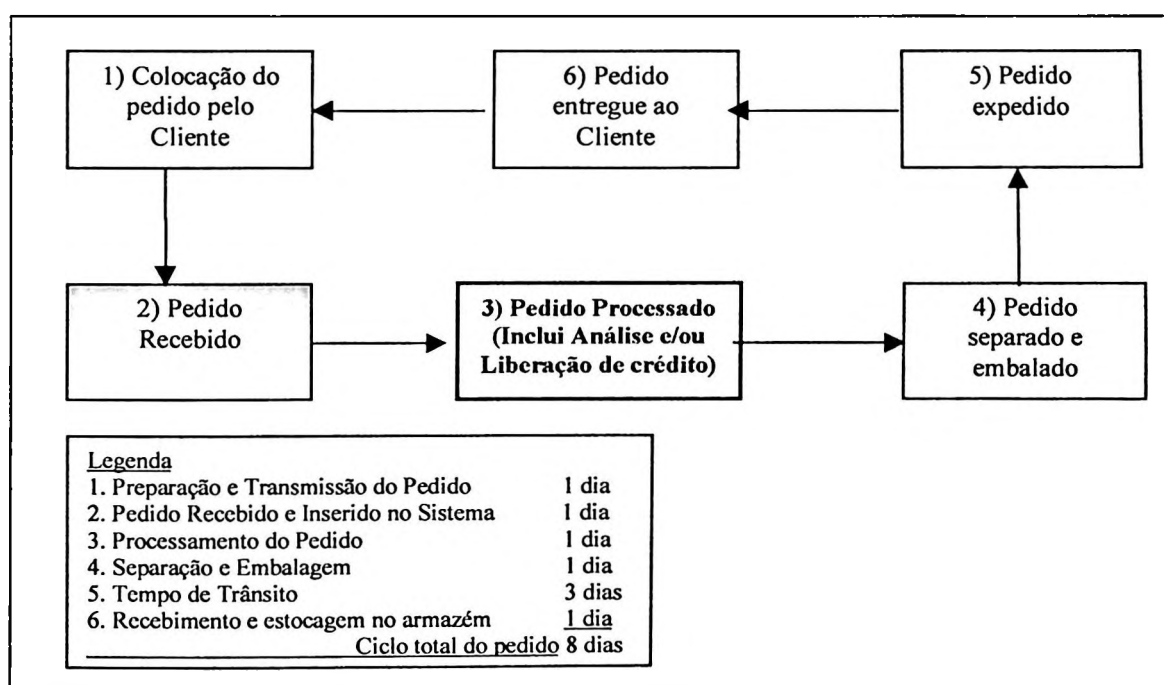 1) Colocação do
pedido pelo
Cliente
6) Pedido
entregue ao
Cliente
5) Pedido
expedido
2) Pedido
Recebido
3) Pedido Processado
(Inclui Análise e/ou
Liberação de crédito)
4) Pedido
separado e
embalado
Legenda
1. Preparação e Transmissão do Pedido 1 dia
2. Pedido Recebido e Inserido no Sistema 1 dia
3. Processamento do Pedido 1 dia
4. Separação e Embalagem 1 dia
5. Tempo de Trânsito 3 dias
6. Recebimento e estocagem no armazém 1 dia
Ciclo total do pedido 8 dias